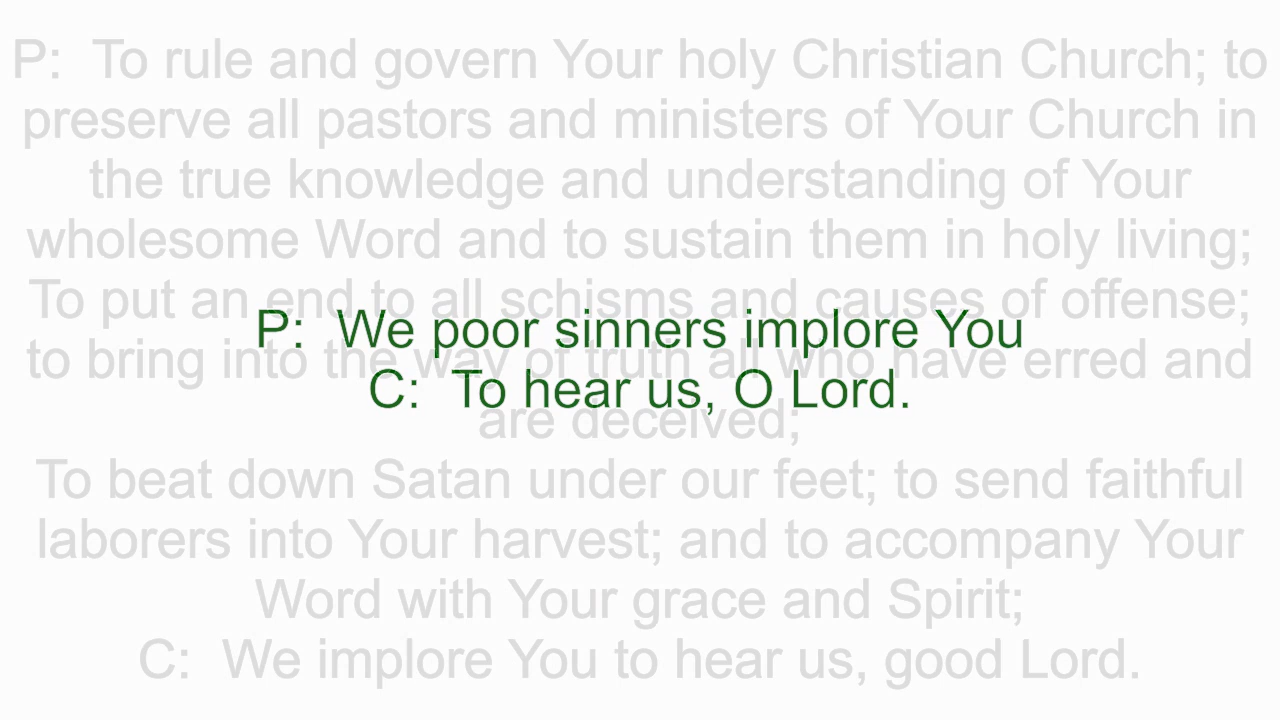 P: To rule and govern Your holy Christian Church; to
preserve all pastors and ministers of Your Church in
the true knowledge and understanding of Your
wholesome Word and to sustain them in holy living;
To put an end to all schisms and causes of offense;
P: We poor sinners implore You
to bring into the way of truth all who have erred and
C: To hear us, O Lord.
are deceived;
To beat down Satan under our feet; to send faithful
laborers into Your harvest; and to accompany Your
Word with Your grace and Spirit;
C: We implore You to hear us, good Lord.